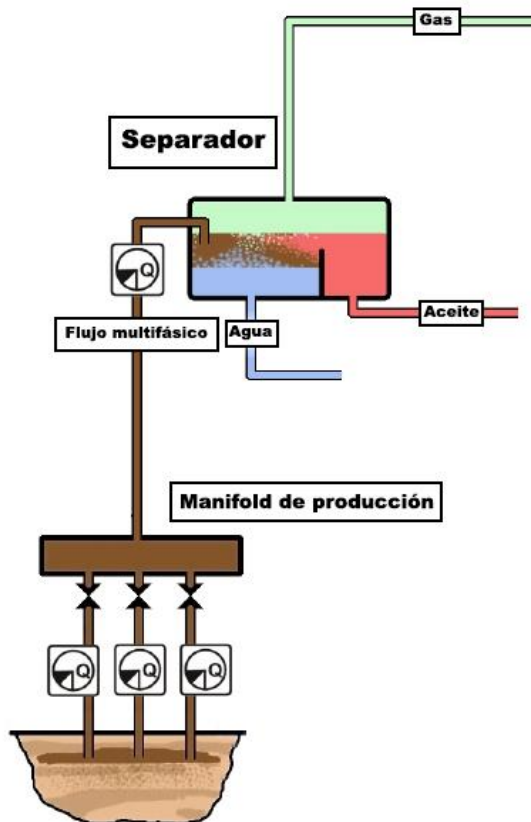 Gas
Separador
Q
Flujo multifásico
Agua
Aceite
Manifold de producción
Q
Q
Q